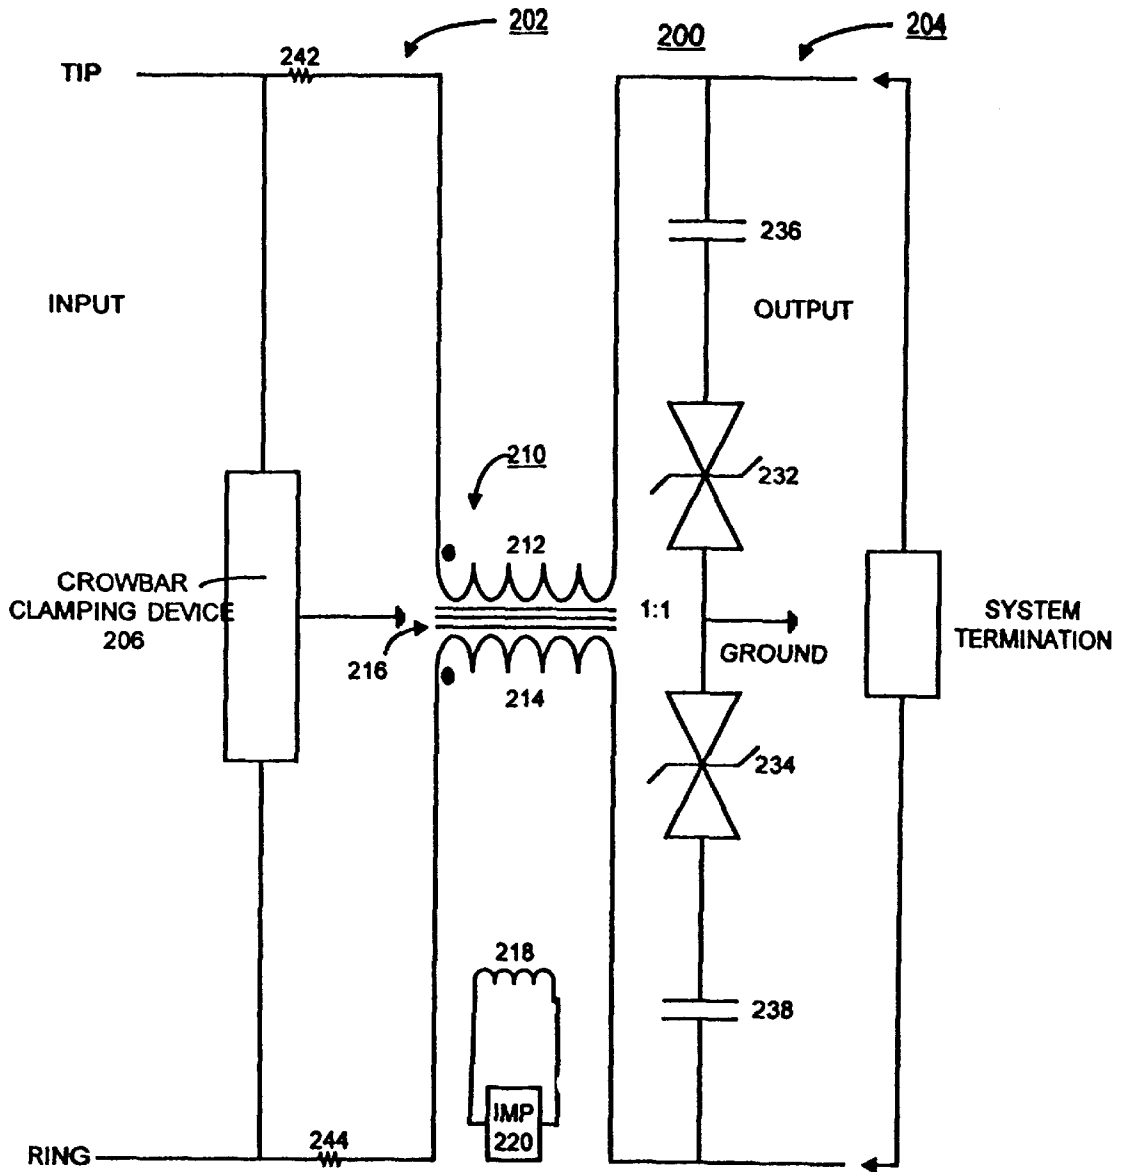 202
200
204
242
TIP
236
INPUT
OUTPUT
210
232
212
CROWBAR
CLAMPING DEVICE
206
1:1
SYSTEM
TERMINATION
GROUND
216
214
234
218
238
IMP
220
244
RING